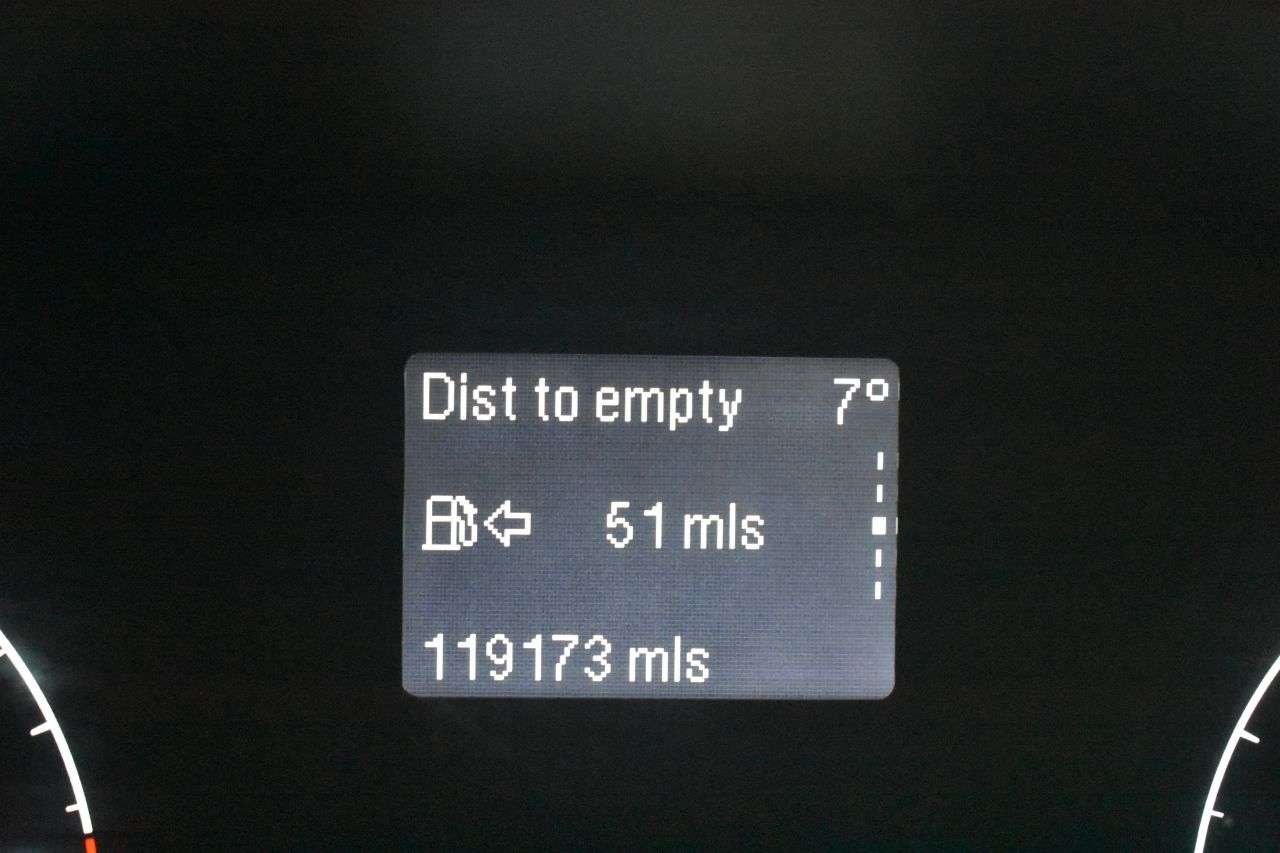 Dist to empty 7°
51 mls
119173 mls